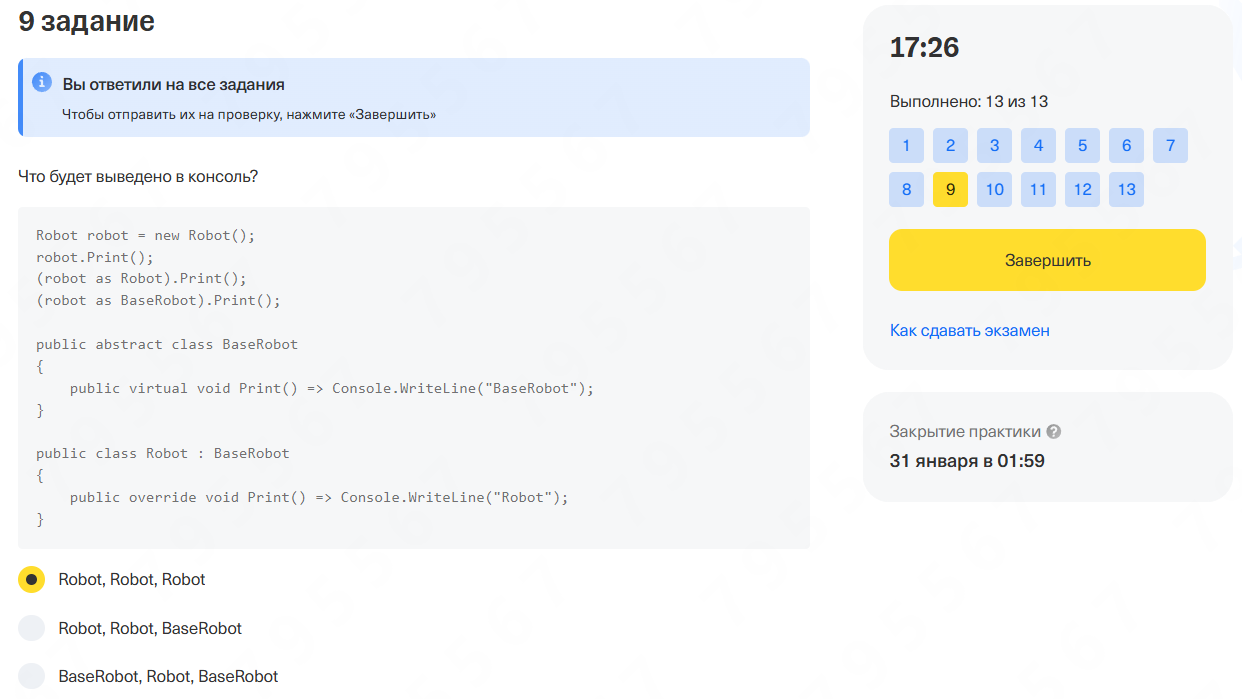 9 задание
Вы ответили на все задания
Чтобы отправить их на проверку, нажмите «Завершить»
Что будет выведено в консоль?
Robot robot = new Robot();
robot.Print();
(robot as Robot).Print();
(robot as BaseRobot).Print();
public abstract class BaseRobot
{
    public virtual void Print() => Console.WriteLine("BaseRobot");
}
public class Robot : BaseRobot
{
    public override void Print() => Console.WriteLine("Robot");
}
Robot, Robot, Robot
Robot, Robot, BaseRobot
BaseRobot, Robot, BaseRobot
17:26
Выполнено: 13 из 13
1 2 3 4 5 6 7
8 9 10 11 12 13
Завершить
Как сдавать экзамен
Закрытие практики ?
31 января в 01:59